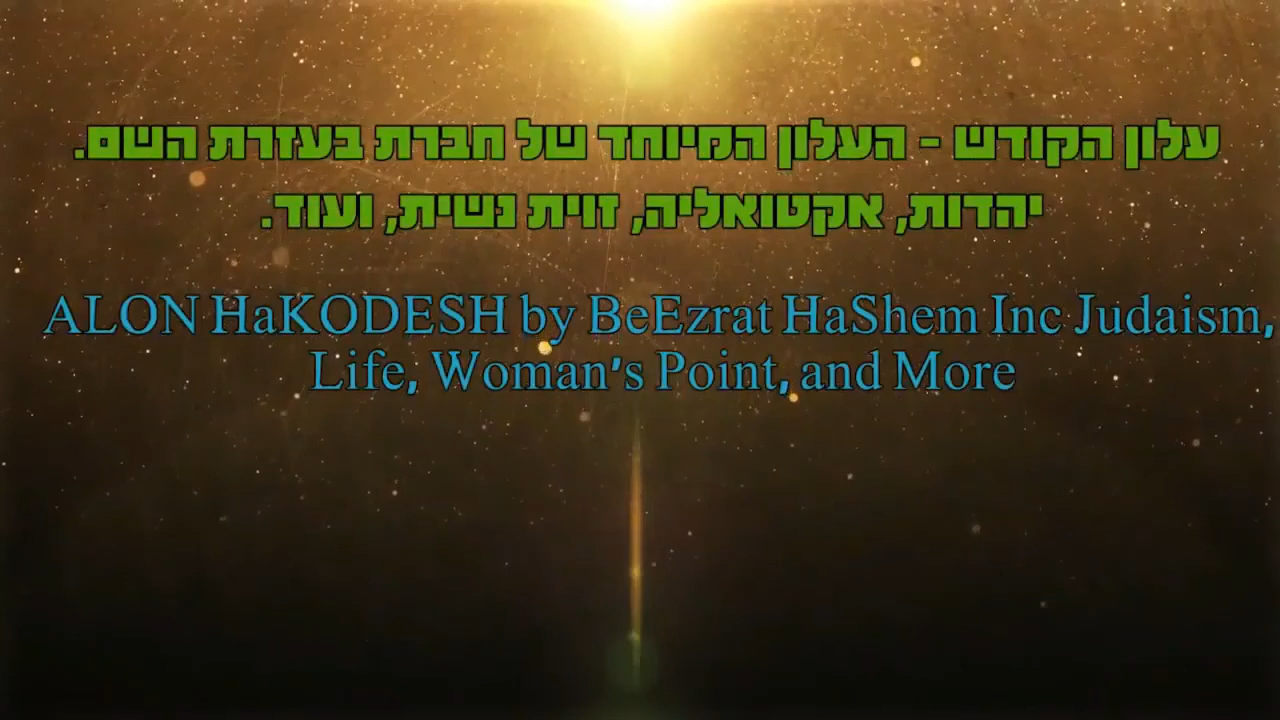 עלון הקודש - העלון המיוחד של חברת בעזרת השם.
יהדות, אקטואליה, זוית נשית, ועוד.
ALON HaKODESH by BeEzrat HaShem Inc Judaism,
Life, Woman's Point, and More